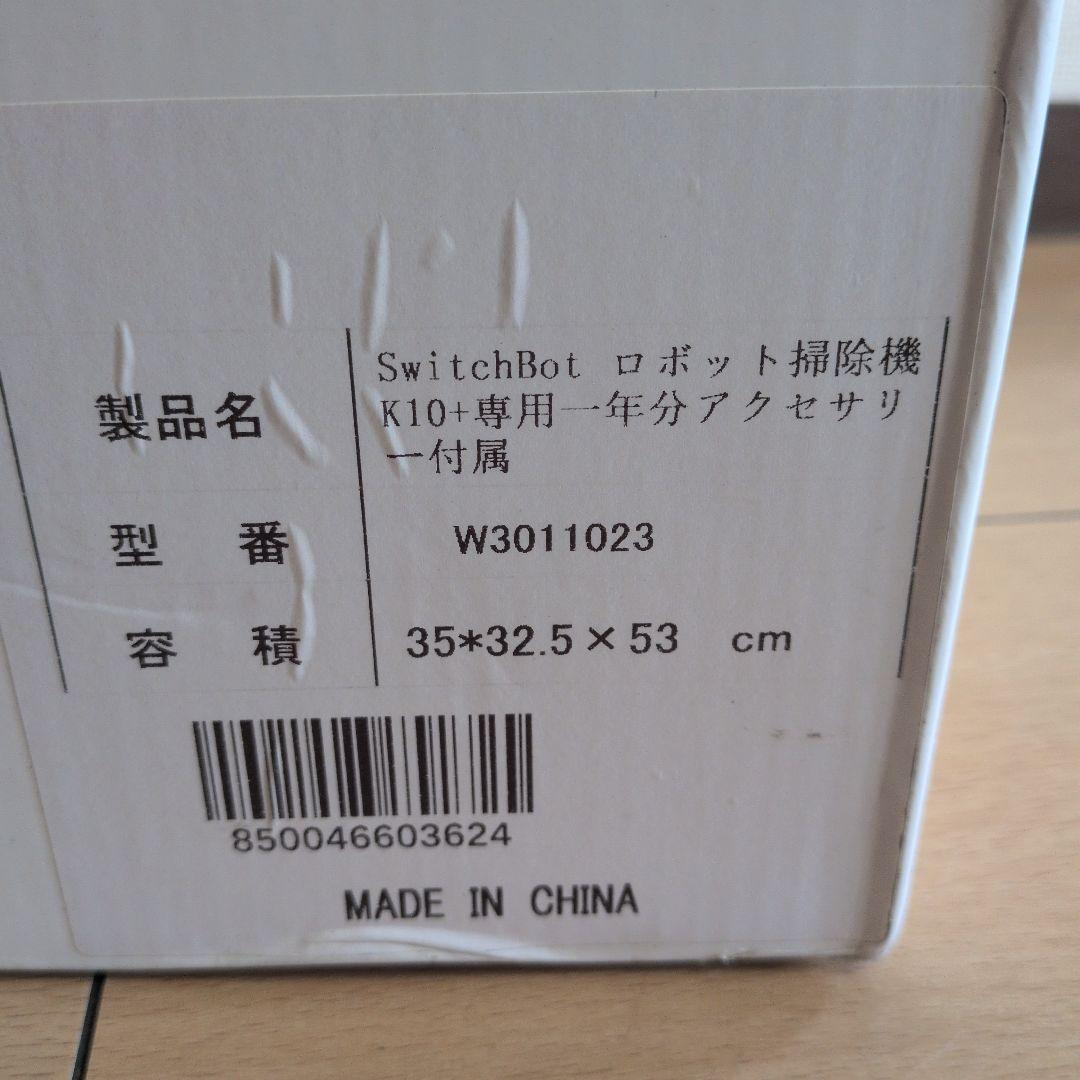 製品名 SwitchBot ロボット掃除機
K10+専用一年分アクセサリ
ー付属
型 番 W3011023
容 積 35*32.5×53 cm
850046603624
MADE IN CHINA